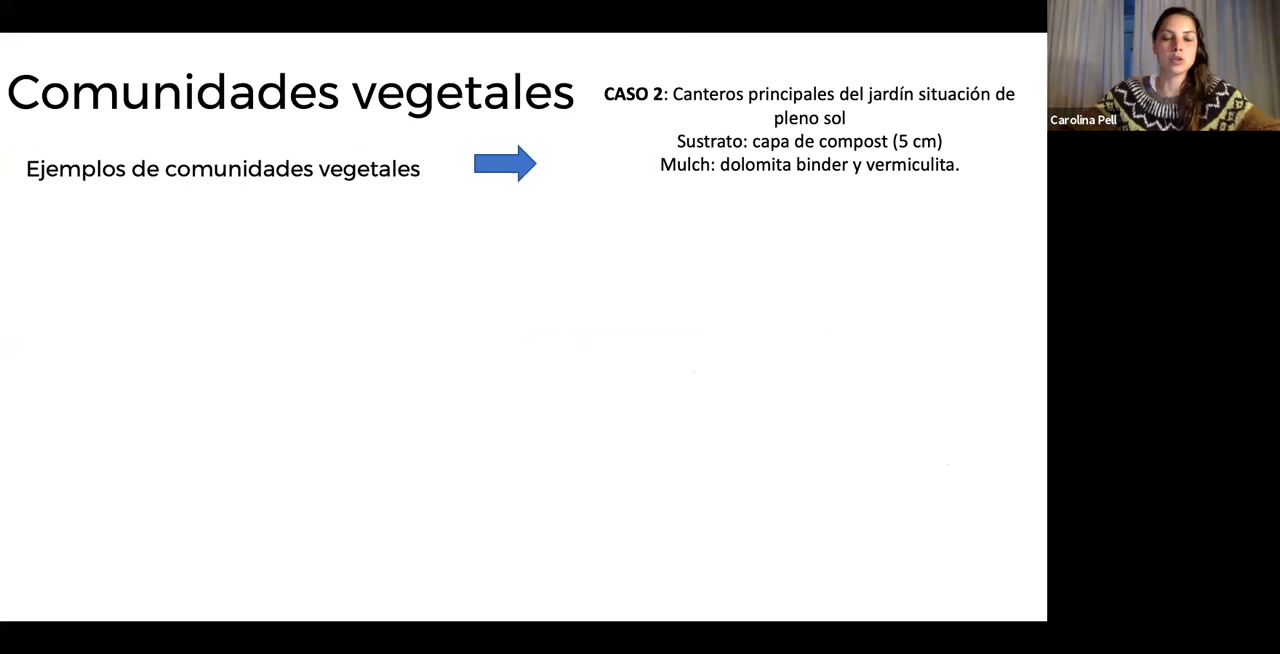 Comunidades vegetales
Ejemplos de comunidades vegetales
CASO 2: Canteros principales del jardín situación de
pleno sol
Sustrato: capa de compost (5 cm)
Mulch: dolomita binder y vermiculita.
Carolina Pell